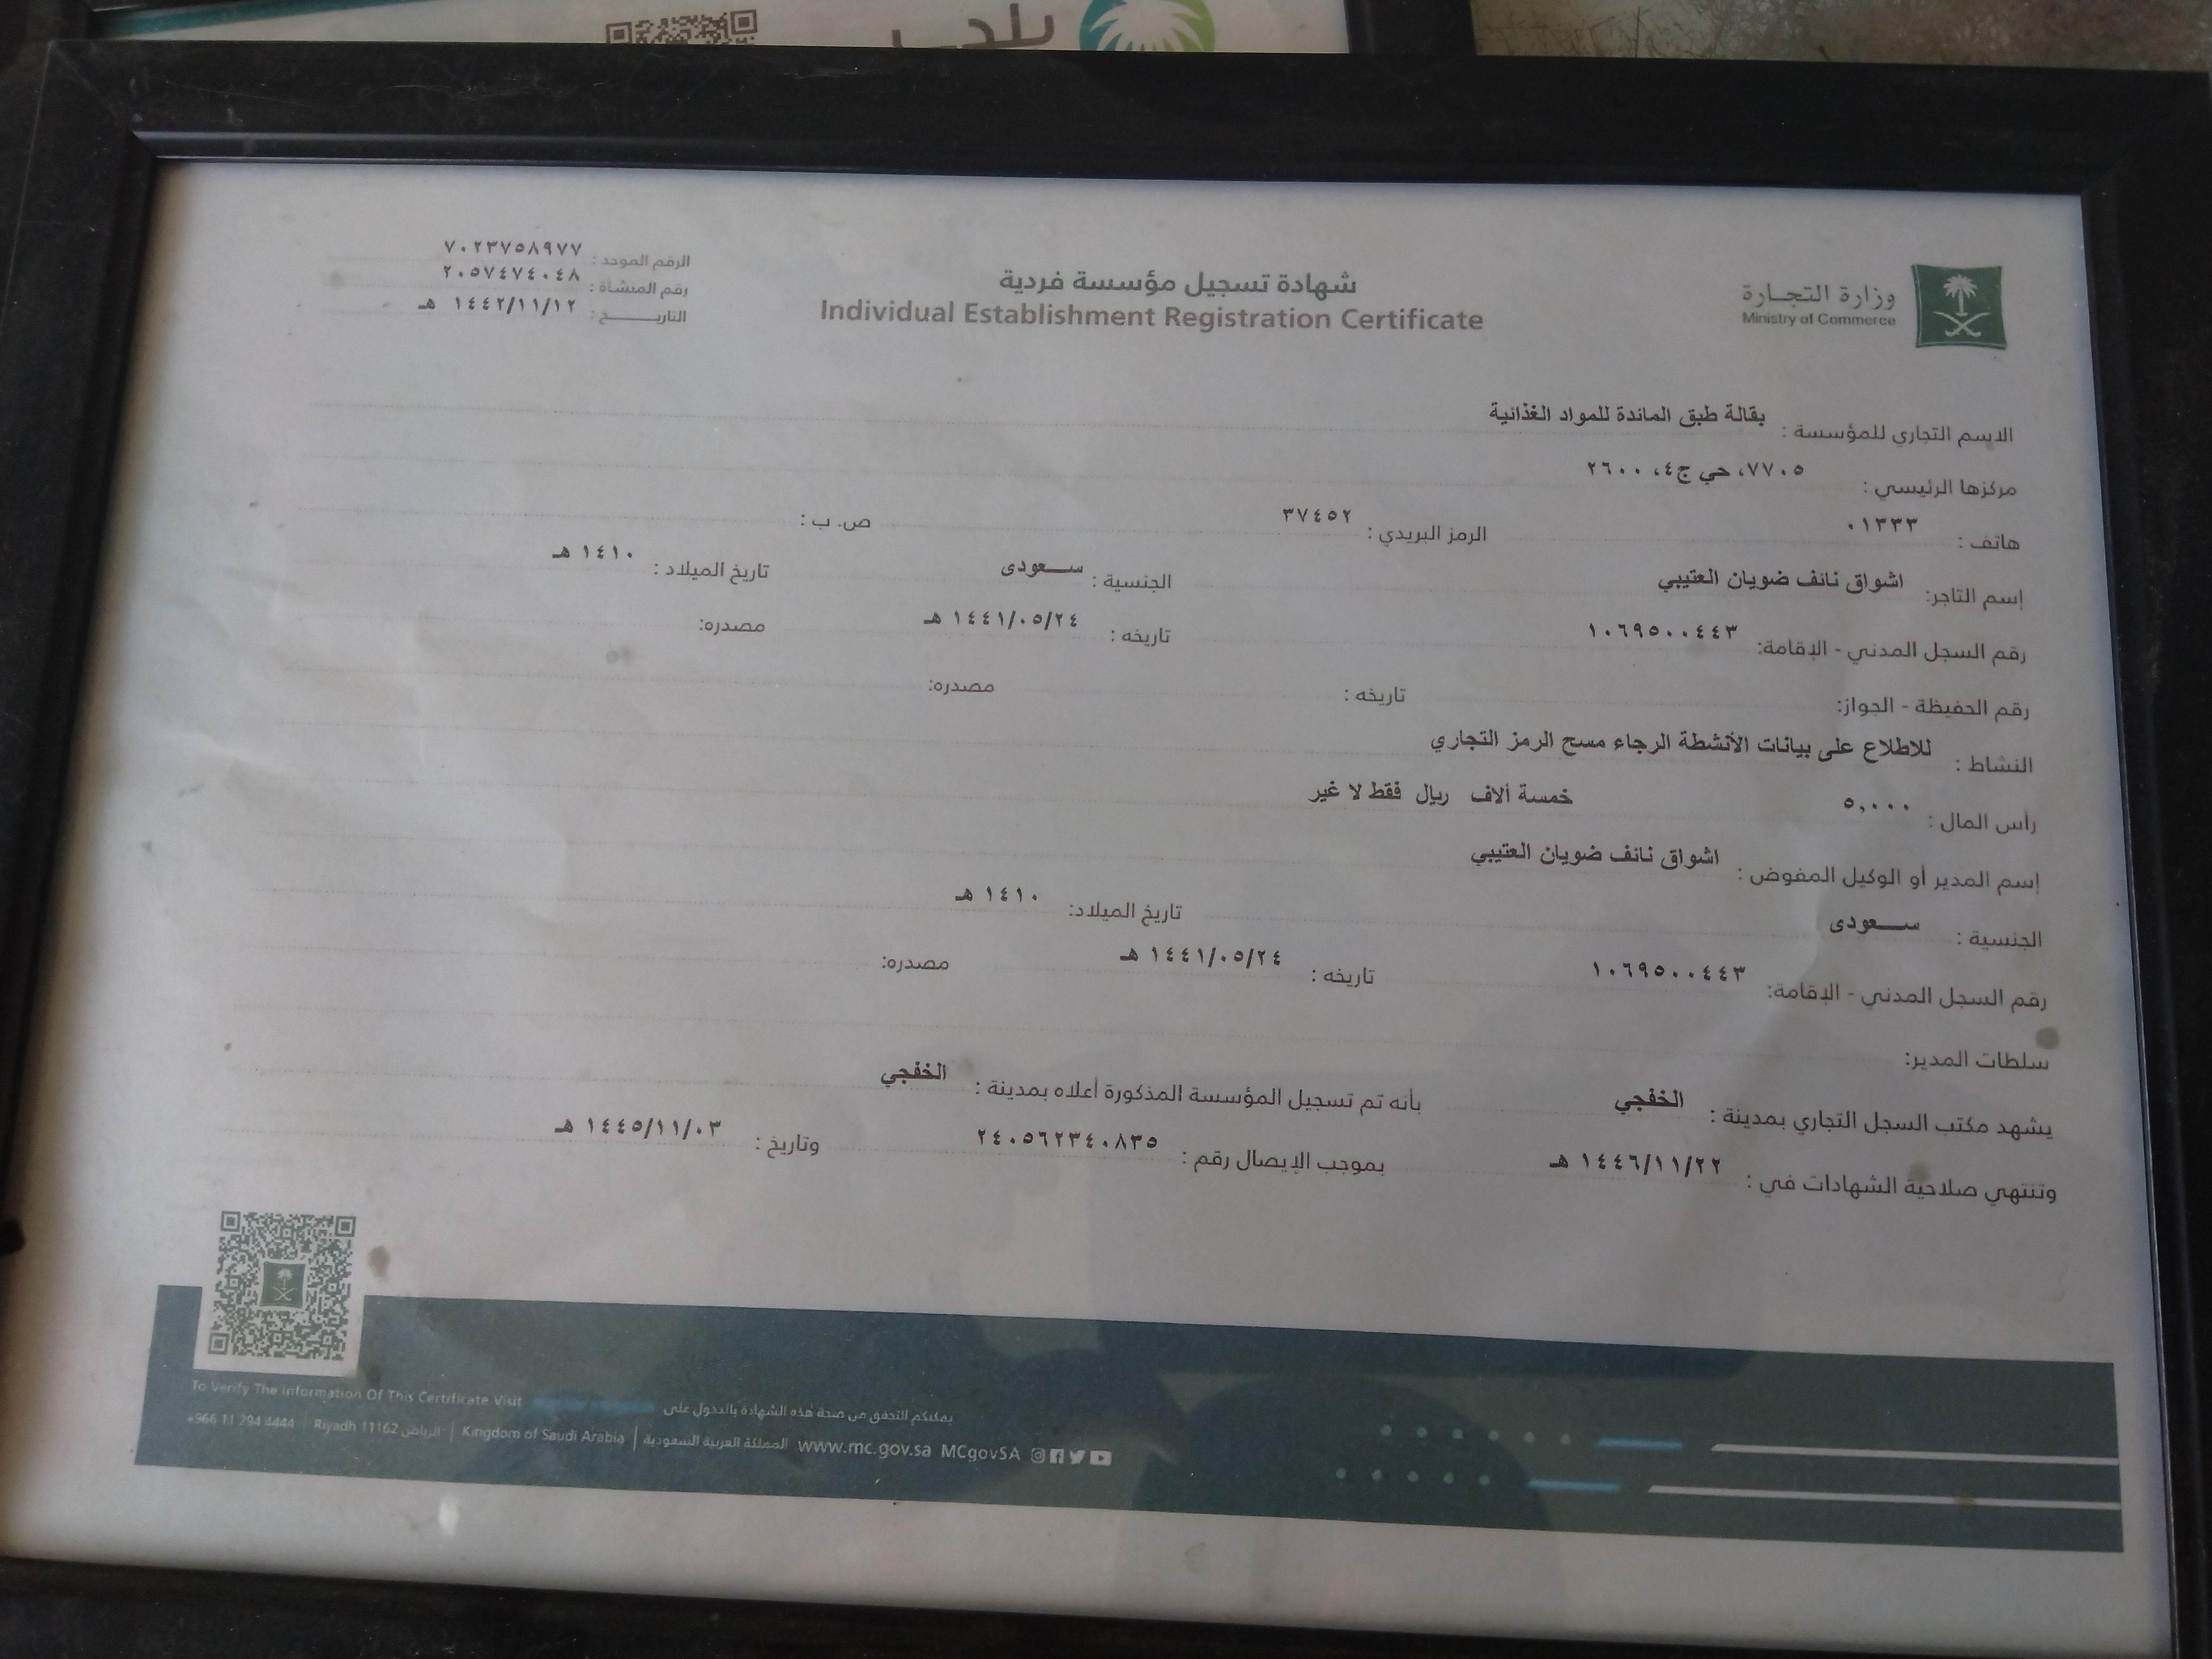 بلدي
وزارة التجارة
Ministry of Commerce
شهادة تسجيل مؤسسة فردية
Individual Establishment Registration Certificate
الرقم الموحد : ٧٠٢٣٧٥٨٩٧٧
رقم المنشأة : ٢٠٥٧٤٧٤٠٤٨
التاريـــــــخ : ١٤٤٢/١١/١٢ هـ
الاسم التجاري للمؤسسة : بقالة طبق المائدة للمواد الغذائية
مركزها الرئيسي : ٧٧٠٥، حي ج٤، ٢٦٠٠
هاتف : ٠١٣٣٣ الرمز البريدي : ٣٧٤٥٢ ص. ب :
إسم التاجر: اشواق نائف ضويان العتيبي الجنسية : ســـعودى تاريخ الميلاد : ١٤١٠ هـ
رقم السجل المدني - الإقامة: ١٠٦٩٥٠٠٤٤٣ تاريخه : ١٤٤١/٠٥/٢٤ هـ مصدره:
رقم الحفيظة - الجواز: تاريخه : مصدره:
النشاط : للاطلاع على بيانات الأنشطة الرجاء مسح الرمز التجاري
رأس المال : ٥,٠٠٠ خمسة ألاف ريال فقط لا غير
إسم المدير أو الوكيل المفوض : اشواق نائف ضويان العتيبي
الجنسية : ســـعودى تاريخ الميلاد: ١٤١٠ هـ
رقم السجل المدني - الإقامة: ١٠٦٩٥٠٠٤٤٣ تاريخه : ١٤٤١/٠٥/٢٤ هـ مصدره:
سلطات المدير:
يشهد مكتب السجل التجاري بمدينة : الخفجي بأنه تم تسجيل المؤسسة المذكورة أعلاه بمدينة : الخفجي
وتنتهي صلاحية الشهادات في : ١٤٤٦/١١/٢٢ هـ بموجب الإيصال رقم : ٢٤٠٥٦٢٣٤٠٨٣٥ وتاريخ : ١٤٤٥/١١/٠٣ هـ
To Verify The Information Of This Certificate Visit يمكنكم التحقق من صحة هذه الشهادة بالدخول على
+966 11 294 4444 | Riyadh 11162 الرياض | Kingdom of Saudi Arabia | المملكة العربية السعودية www.mc.gov.sa MCgovSA